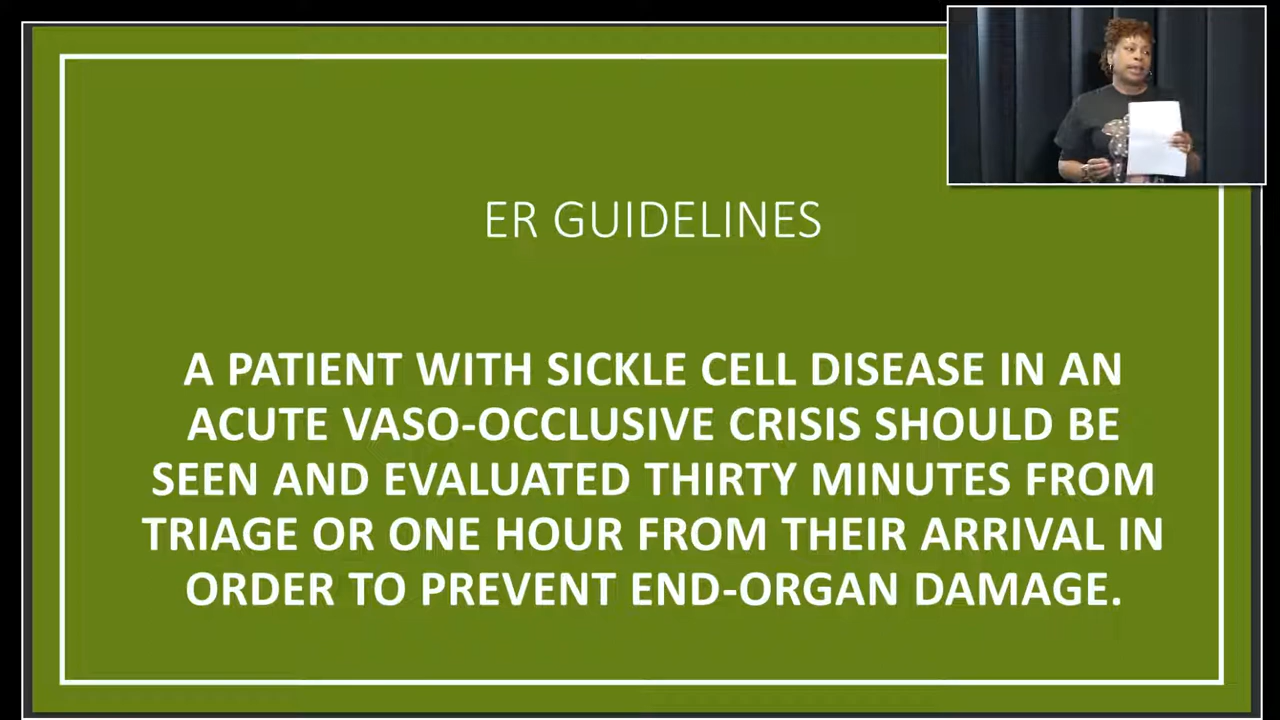 ER GUIDELINES
A PATIENT WITH SICKLE CELL DISEASE IN AN
ACUTE VASO-OCCLUSIVE CRISIS SHOULD BE
SEEN AND EVALUATED THIRTY MINUTES FROM
TRIAGE OR ONE HOUR FROM THEIR ARRIVAL IN
ORDER TO PREVENT END-ORGAN DAMAGE.